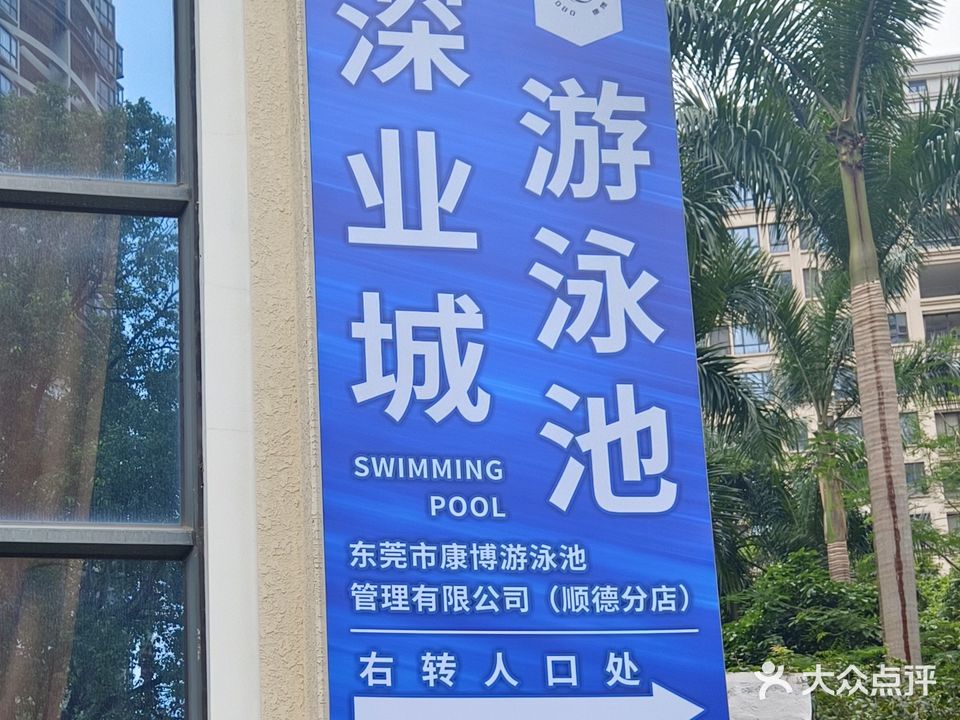 深业城
游泳池
SWIMMING
POOL
东莞市康博游泳池
管理有限公司（顺德分店）
右转人口处
大众点评